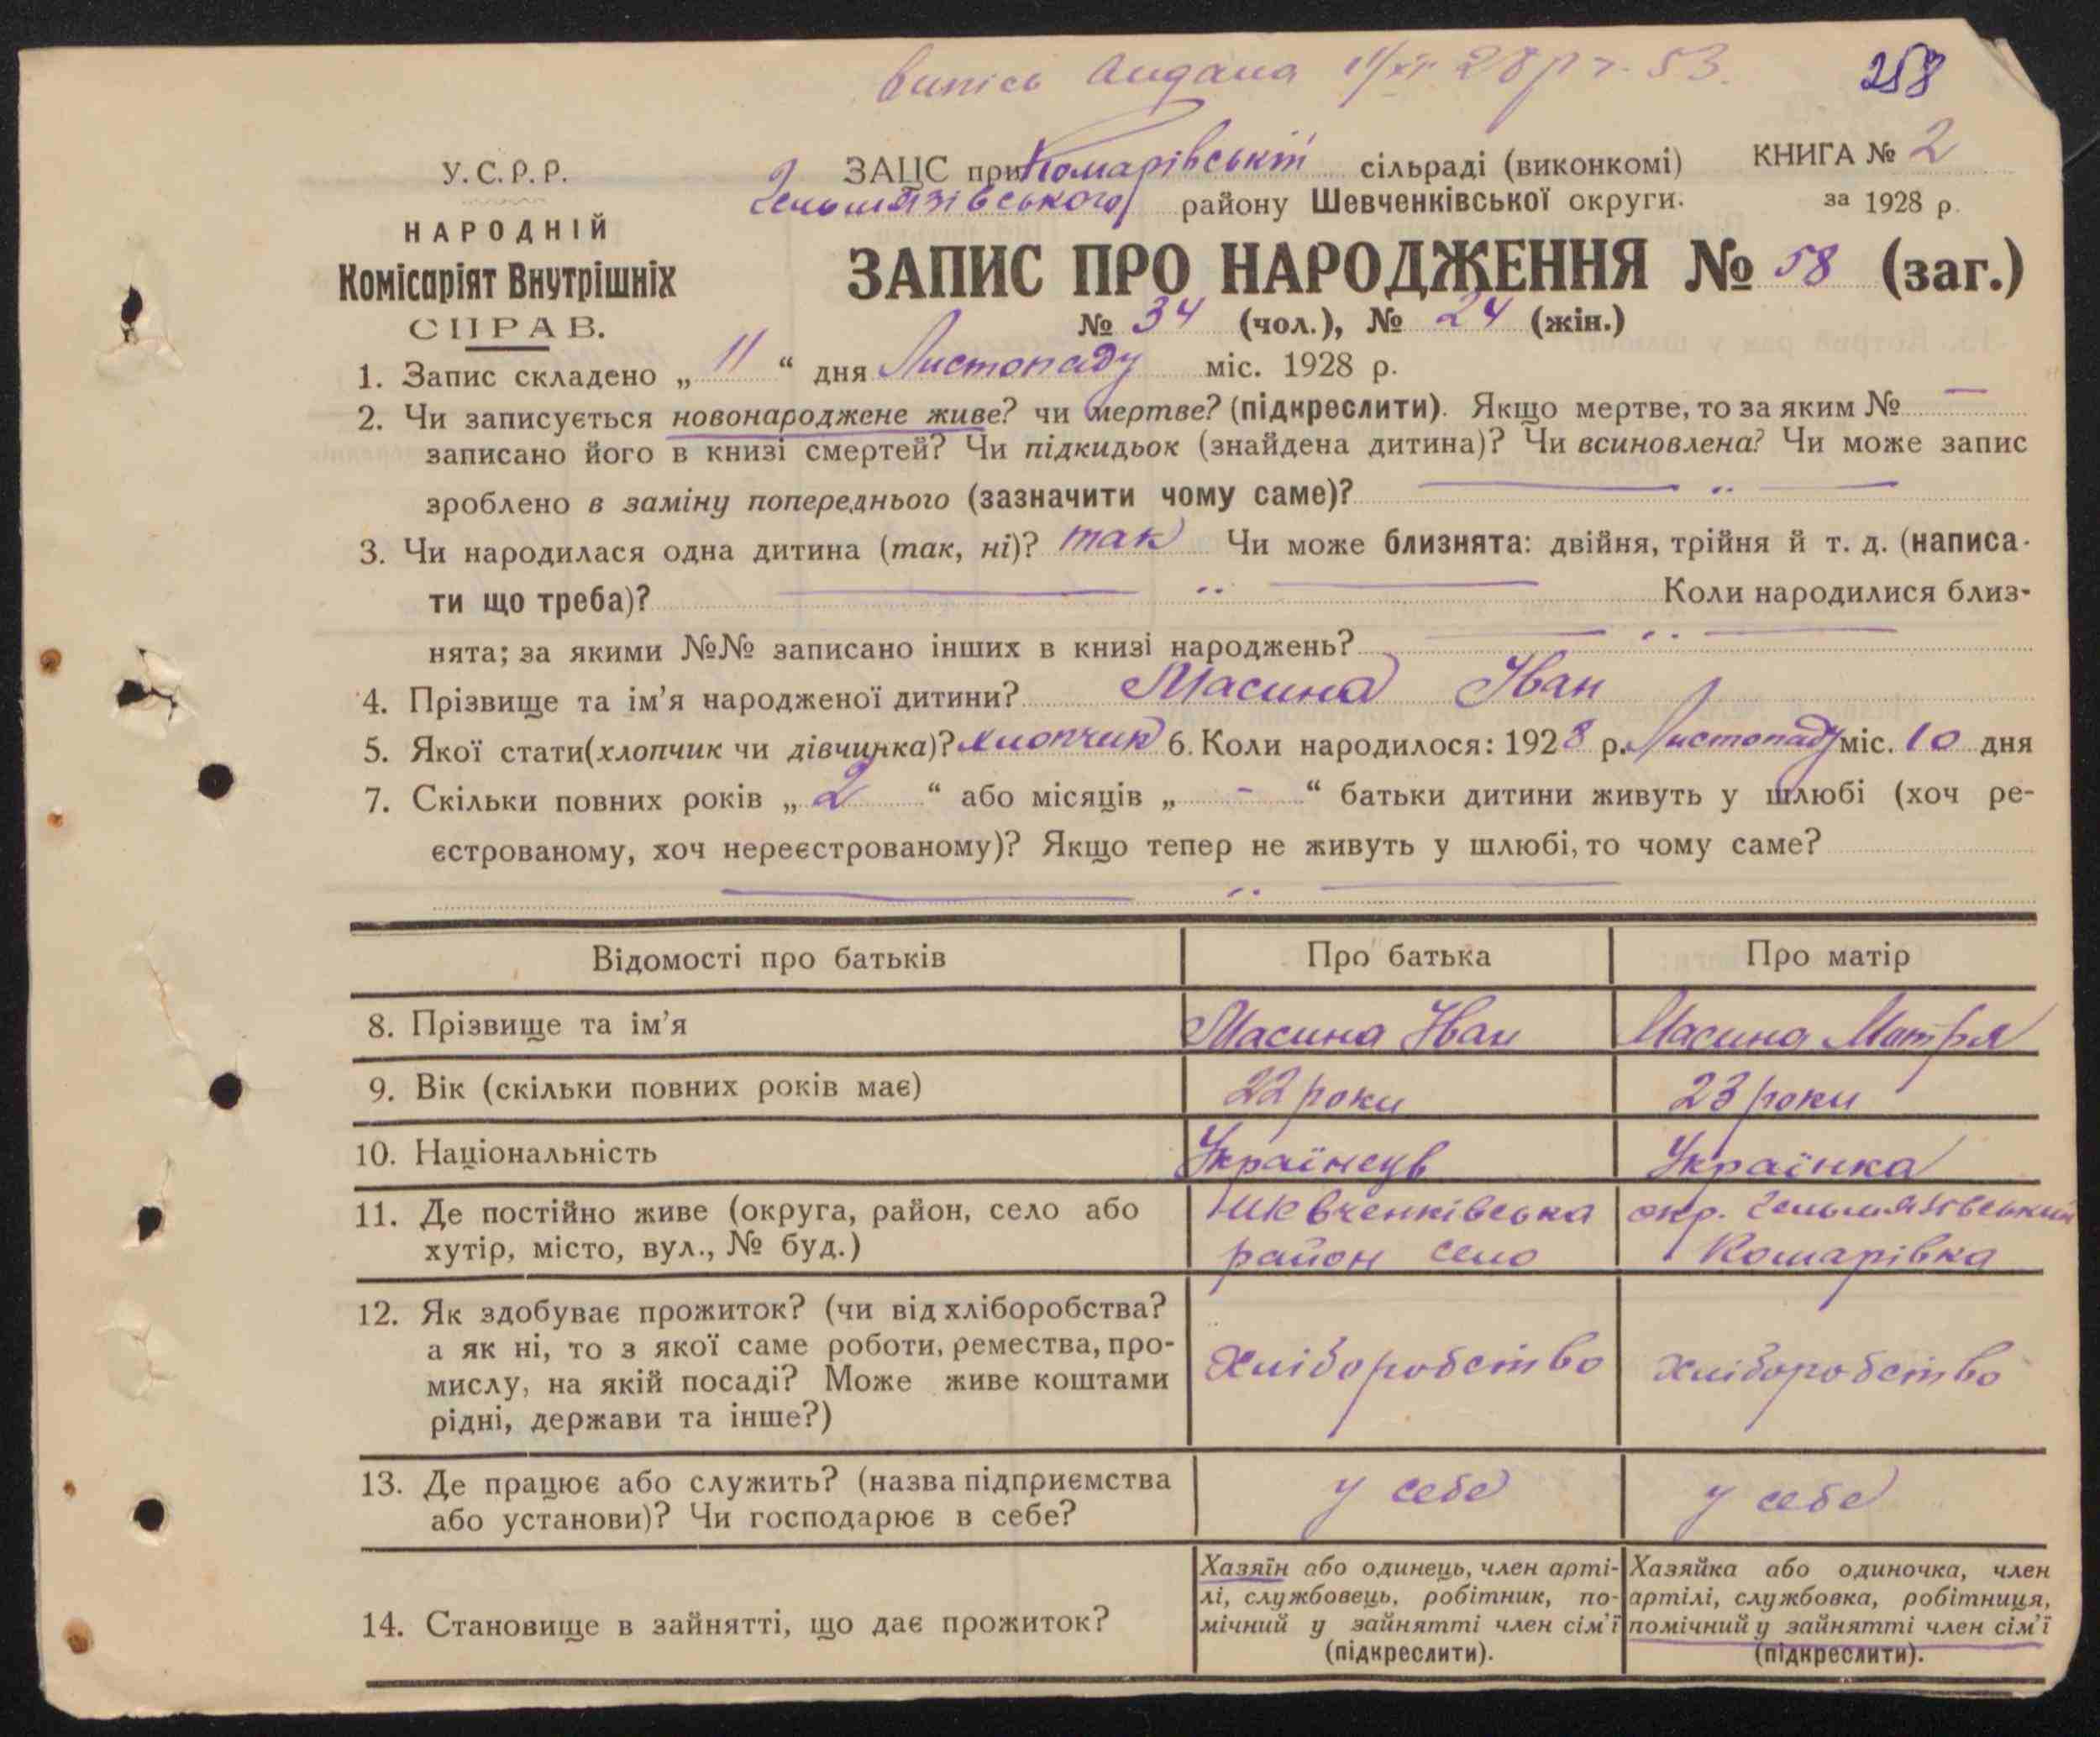 випісь видана 11/XI 28 р № 53.
258
У.С.Р.Р.
НАРОДНІЙ
Комісаріят Внутрішніх
СПРАВ.
ЗАЦС при Комарівській сільраді (виконкомі)
Гельмязівського району Шевченківської округи.
КНИГА № 2
за 1928 р.
ЗАПИС ПРО НАРОДЖЕННЯ № 58 (заг.)
№ 34 (чол.), № 24 (жін.)
1. Запис складено „ 11 “ дня Листопаду міс. 1928 р.
2. Чи записується новонароджене живе? чи мертве? (підкреслити). Якщо мертве, то за яким № —
записано його в книзі смертей? Чи підкидьок (знайдена дитина)? Чи всиновлена? Чи може запис
зроблено в заміну попереднього (зазначити чому саме)? — „ —
3. Чи народилася одна дитина (так, ні)? так Чи може близнята: двійня, трійня й т. д. (написа-
ти що треба)? — „ — Коли народилися близ-
нята; за якими №№ записано інших в книзі народжень? — „ —
4. Прізвище та ім’я народженої дитини? Масина Іван
5. Якої стати (хлопчик чи дівчинка)? хлопчик 6. Коли народилося: 1928 р. Листопаду міс. 10 дня
7. Скільки повних років „ 2 “ або місяців „ - “ батьки дитини живуть у шлюбі (хоч ре-
єстрованому, хоч нереєстрованому)? Якщо тепер не живуть у шлюбі, то чому саме?
— „ —
Відомості про батьків Про батька Про матір
8. Прізвище та ім’я Масина Іван Масина Мотря
9. Вік (скільки повних років має) 22 роки 23 роки
10. Національність Українець Українка
11. Де постійно живе (округа, район, село або Шевченківська окр. Гельмязівський
хутір, місто, вул., № буд.) район село Комарівка
12. Як здобуває прожиток? (чи від хліборобства?
а як ні, то з якої саме роботи, ремества, про-
мислу, на якій посаді? Може живе коштами
рідні, держави та інше?)
хліборобство хліборобство
13. Де працює або служить? (назва підприємства
або установи)? Чи господарює в себе?
у себе у себе
14. Становище в зайнятті, що дає прожиток?
Хазяїн або одинець, член арті-
лі, службовець, робітник, по-
мічний у зайнятті член сім’ї
(підкреслити).
Хазяйка або одиночка, член
артілі, службовка, робітниця,
помічний у зайнятті член сім’ї
(підкреслити).